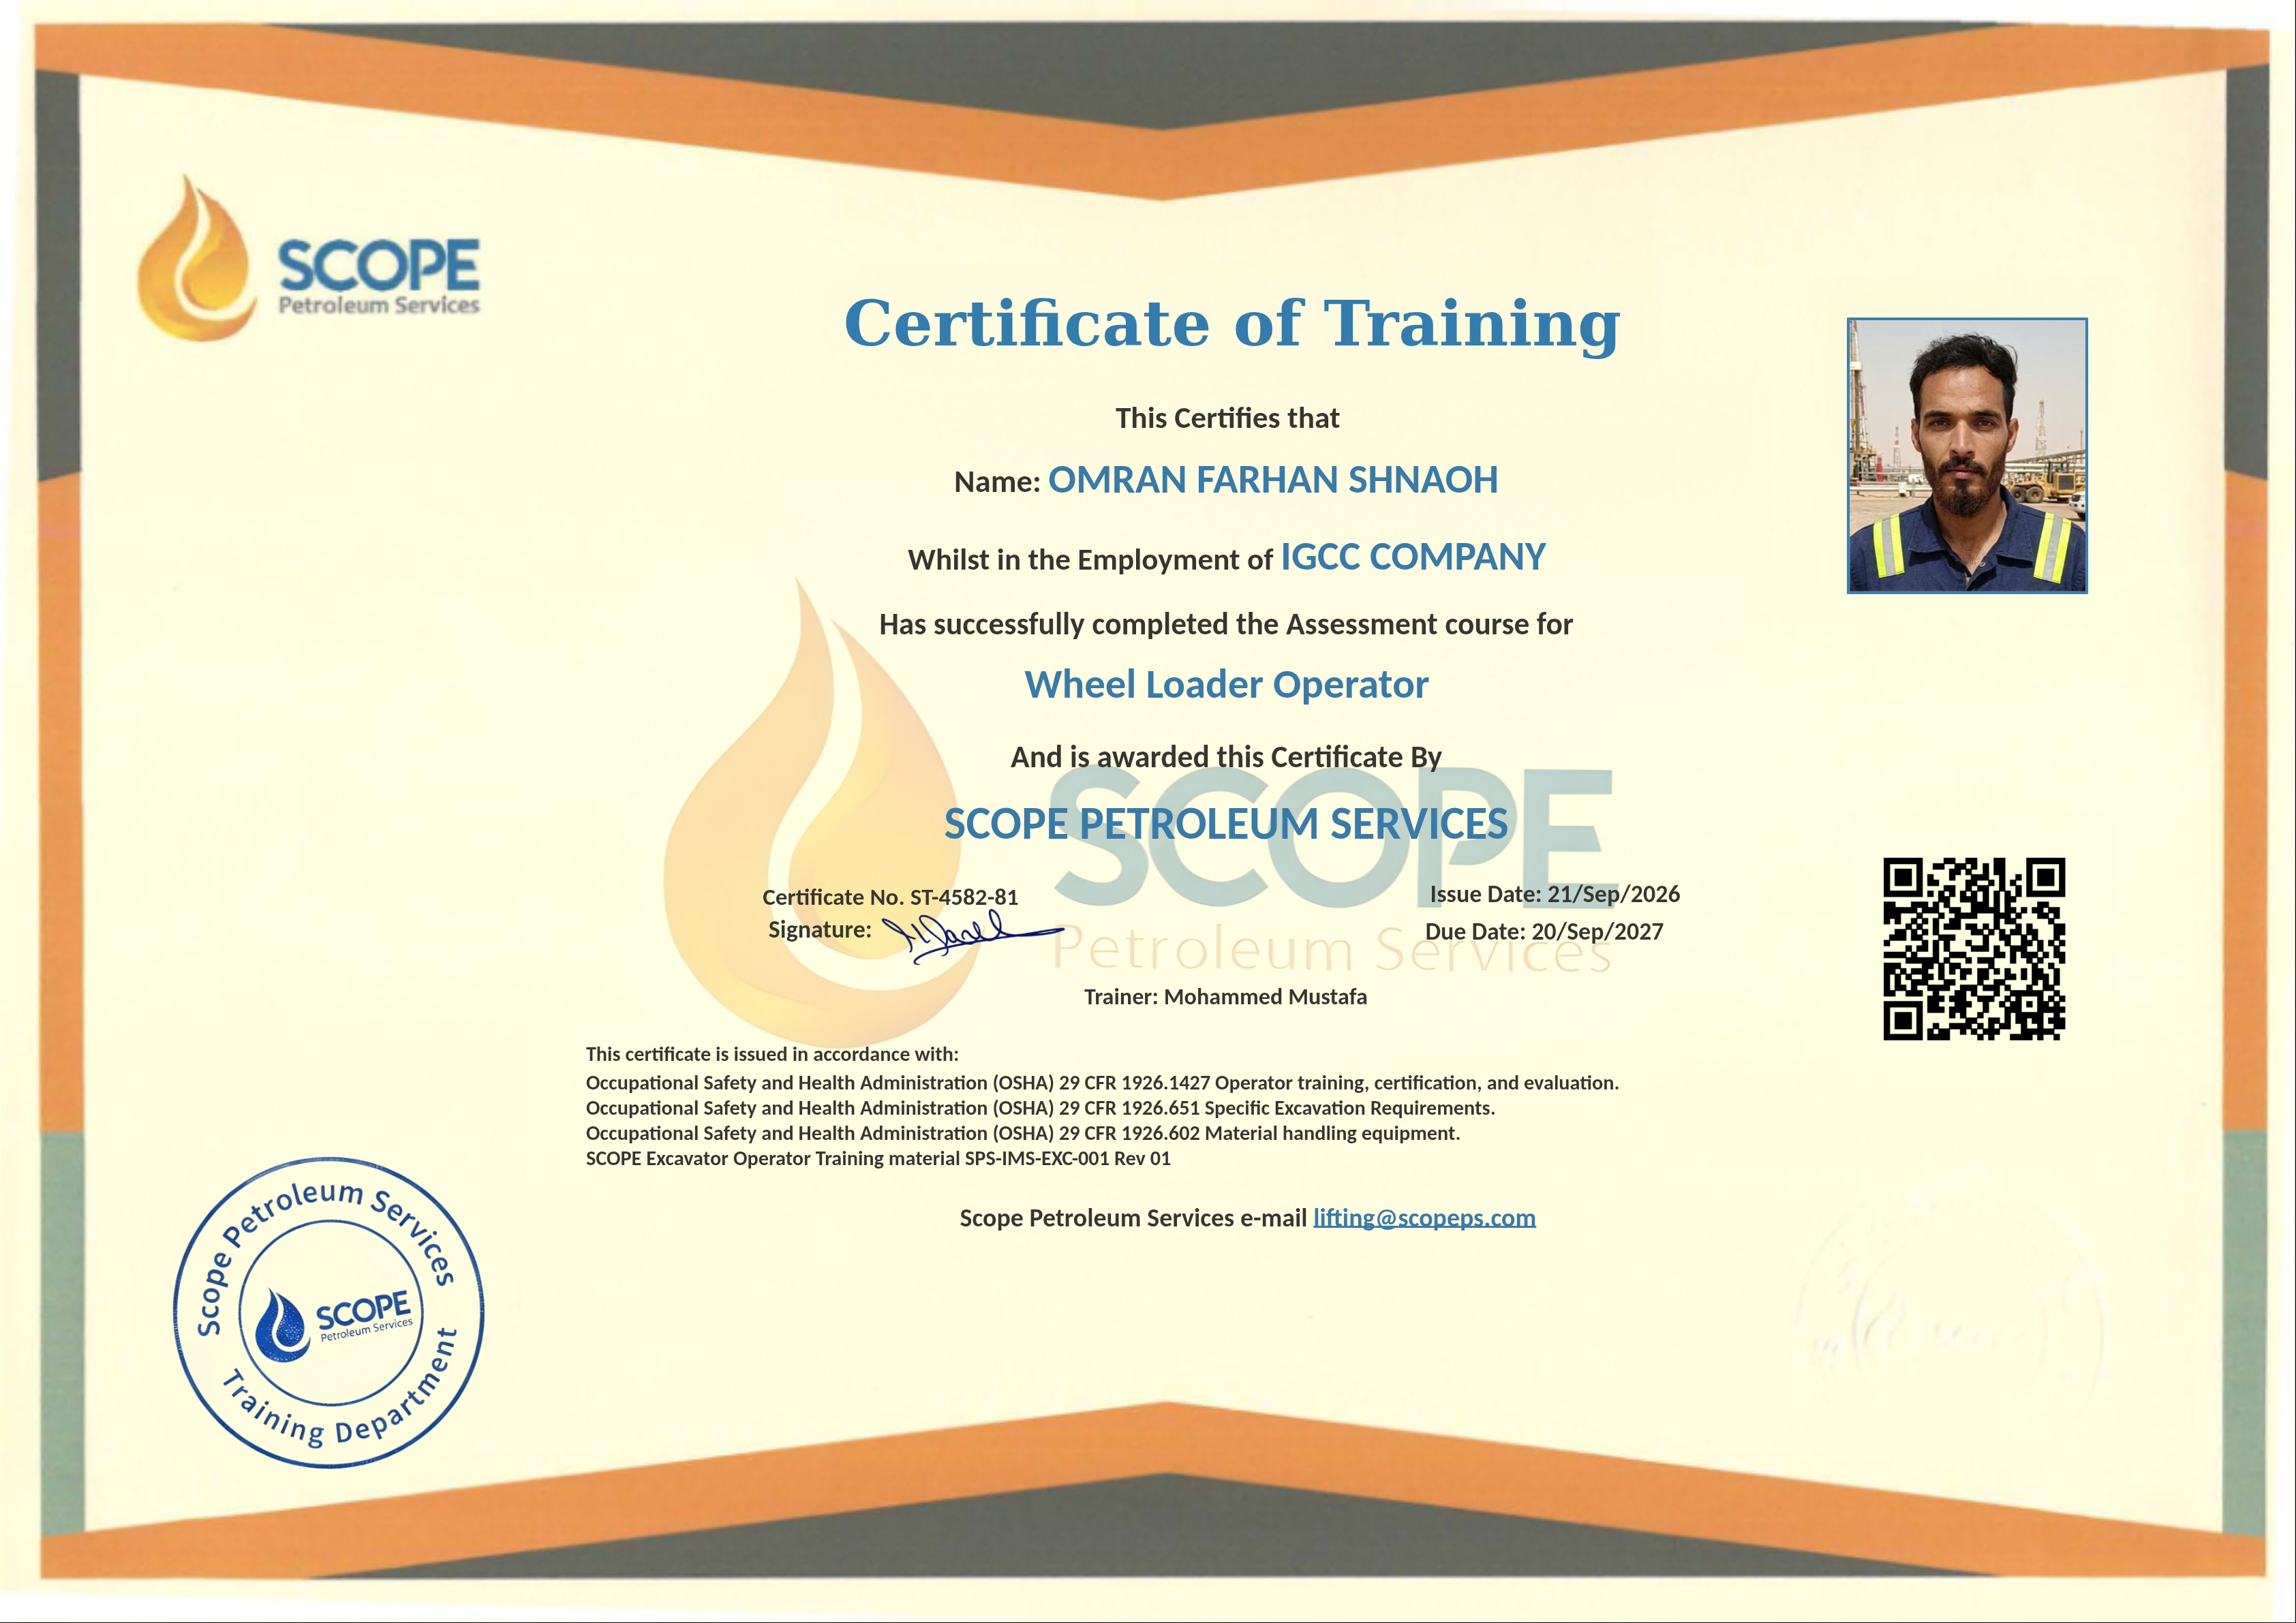 SCOPE
Petroleum Services
Certificate of Training
This Certifies that
Name: OMRAN FARHAN SHNAOH
Whilst in the Employment of IGCC COMPANY
Has successfully completed the Assessment course for
Wheel Loader Operator
And is awarded this Certificate By
SCOPE PETROLEUM SERVICES
SCOPE
Petroleum Services
Certificate No. ST-4582-81
Issue Date: 21/Sep/2026
Signature:
Due Date: 20/Sep/2027
Trainer: Mohammed Mustafa
This certificate is issued in accordance with:
Occupational Safety and Health Administration (OSHA) 29 CFR 1926.1427 Operator training, certification, and evaluation.
Occupational Safety and Health Administration (OSHA) 29 CFR 1926.651 Specific Excavation Requirements.
Occupational Safety and Health Administration (OSHA) 29 CFR 1926.602 Material handling equipment.
SCOPE Excavator Operator Training material SPS-IMS-EXC-001 Rev 01
Scope Petroleum Services e-mail lifting@scopeps.com
Scope Petroleum Services
SCOPE
Petroleum Services
Training Department